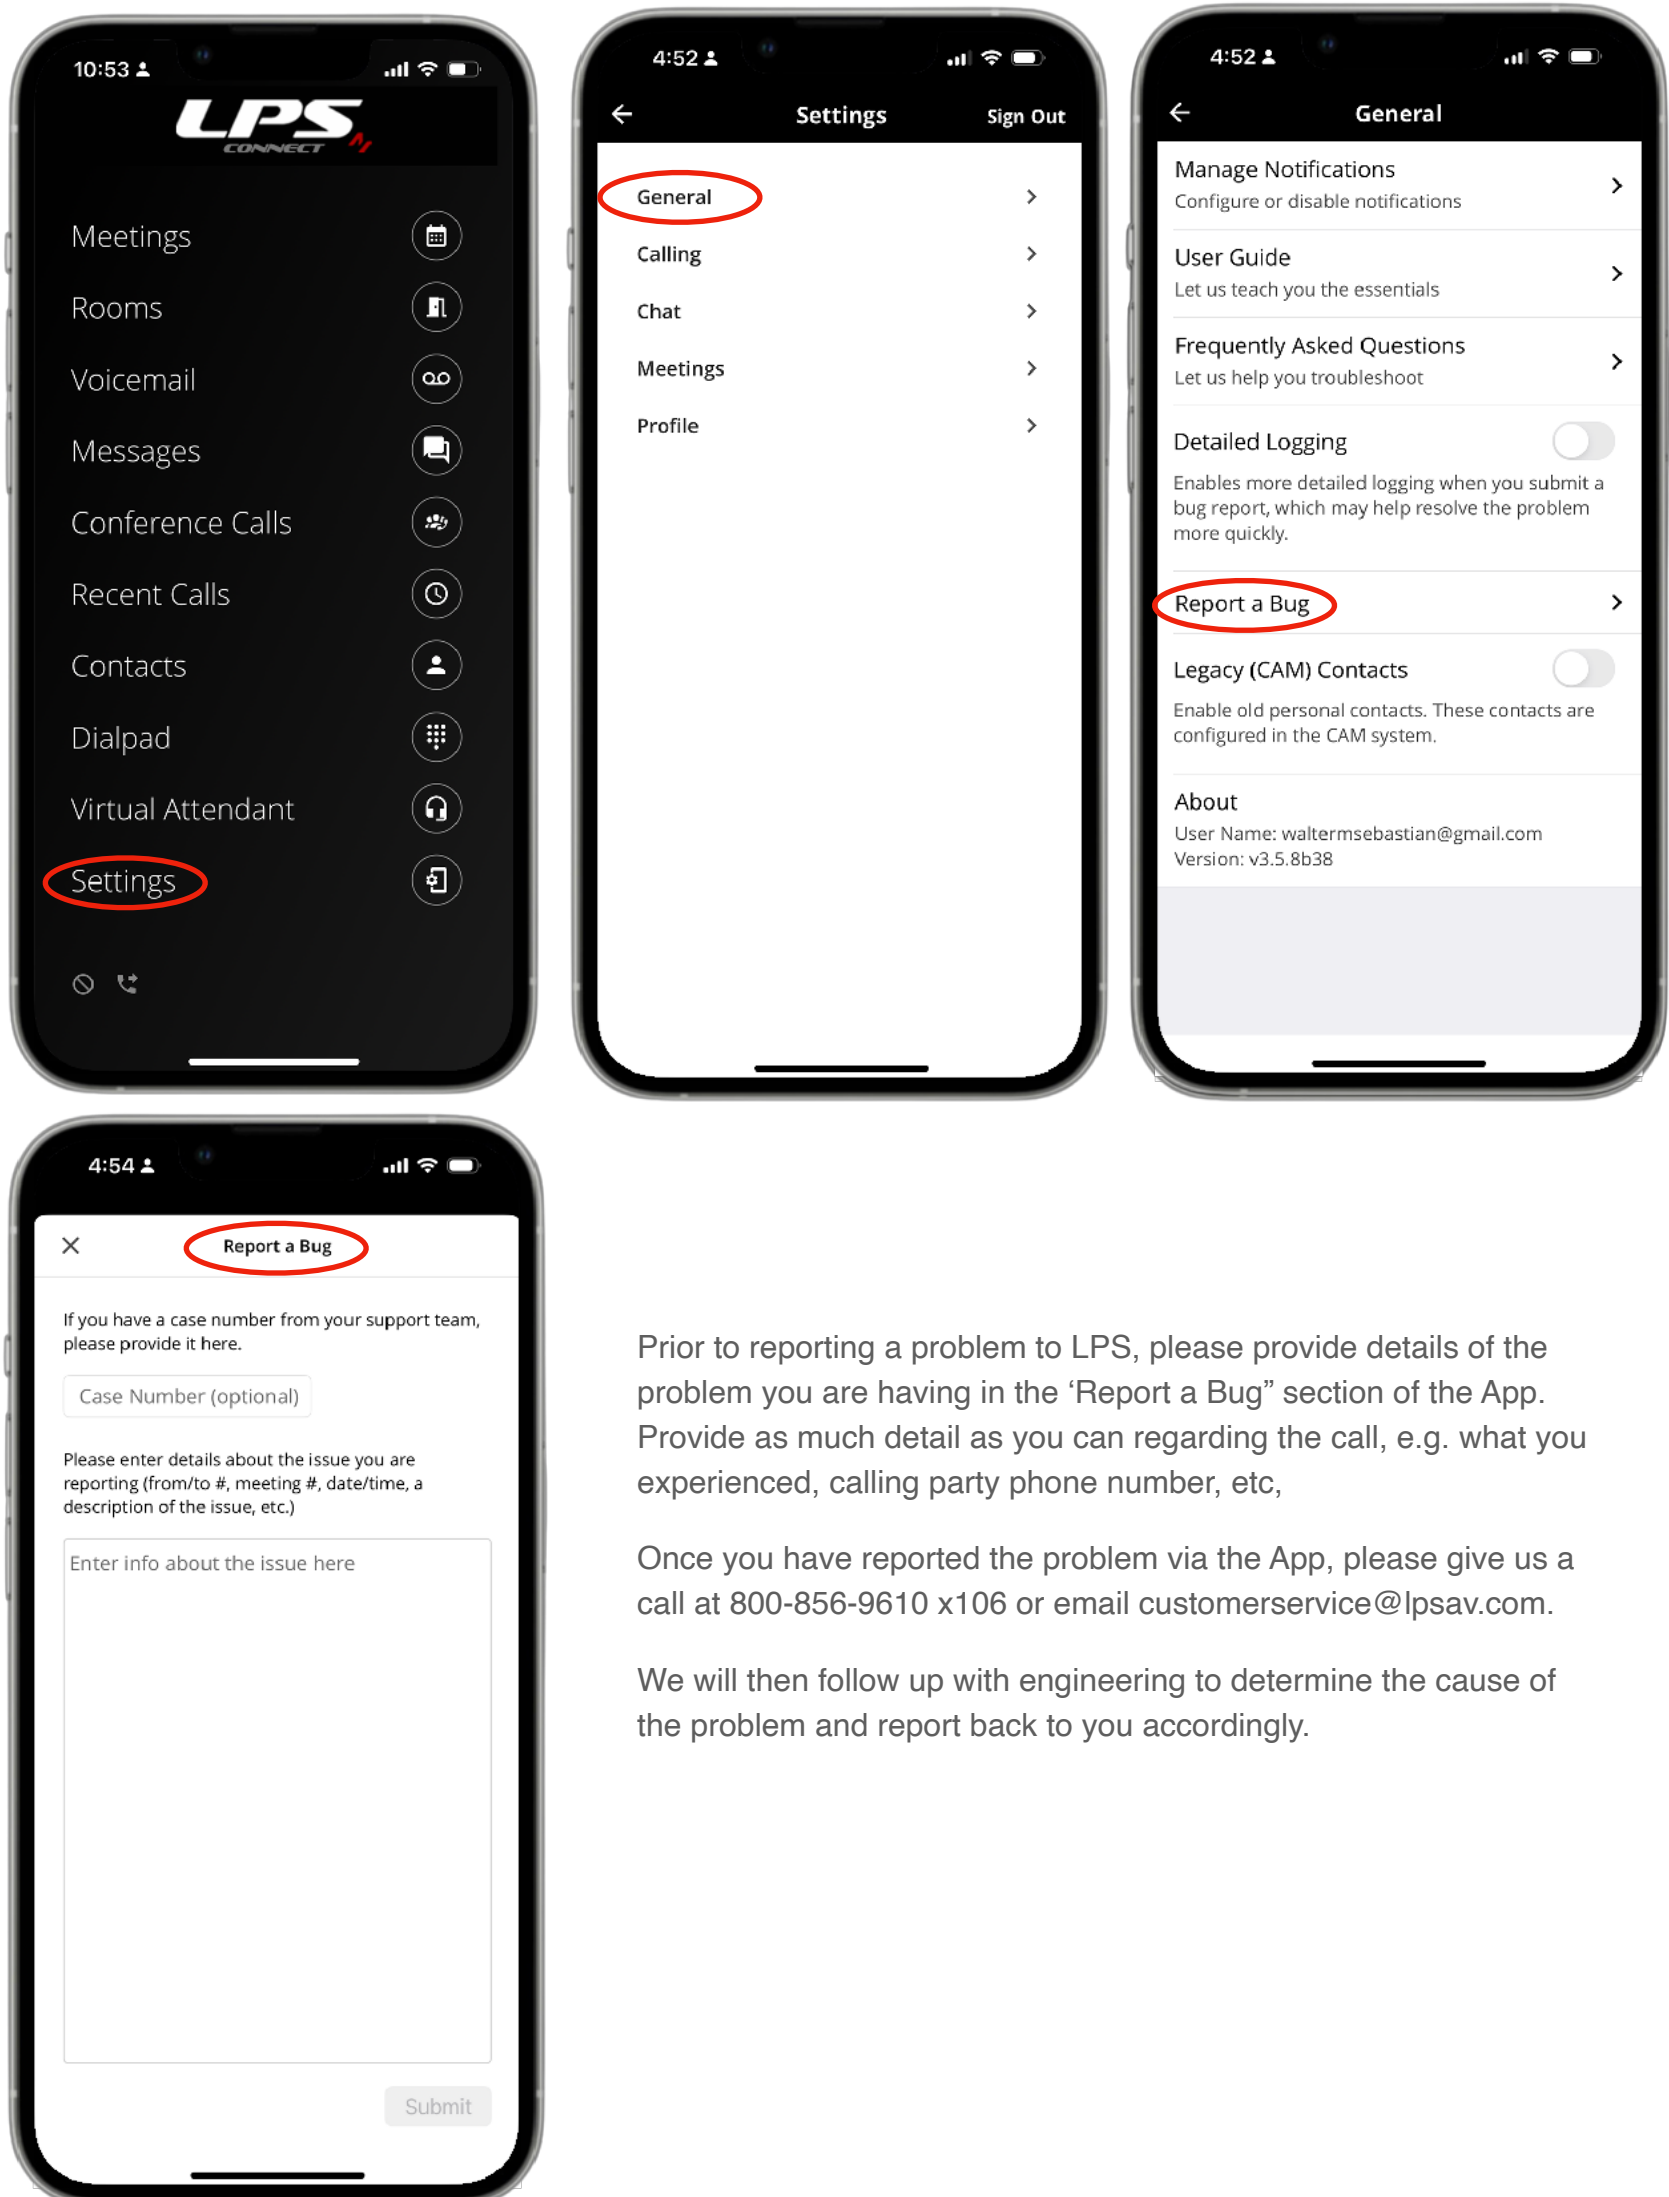 10:53
LPS
CONNECT
Meetings
Rooms
Voicemail
Messages
Conference Calls
Recent Calls
Contacts
Dialpad
Virtual Attendant
Settings
4:52
Settings
Sign Out
General
Calling
Chat
Meetings
Profile
4:52
General
Manage Notifications
Configure or disable notifications
User Guide
Let us teach you the essentials
Frequently Asked Questions
Let us help you troubleshoot
Detailed Logging
Enables more detailed logging when you submit a
bug report, which may help resolve the problem
more quickly.
Report a Bug
Legacy (CAM) Contacts
Enable old personal contacts. These contacts are
configured in the CAM system.
About
User Name: waltermsebastian@gmail.com
Version: v3.5.8b38
4:54
Report a Bug
If you have a case number from your support team,
please provide it here.
Case Number (optional)
Please enter details about the issue you are
reporting (from/to #, meeting #, date/time, a
description of the issue, etc.)
Enter info about the issue here
Submit
Prior to reporting a problem to LPS, please provide details of the
problem you are having in the ‘Report a Bug” section of the App.
Provide as much detail as you can regarding the call, e.g. what you
experienced, calling party phone number, etc,
Once you have reported the problem via the App, please give us a
call at 800-856-9610 x106 or email customerservice@lpsav.com.
We will then follow up with engineering to determine the cause of
the problem and report back to you accordingly.